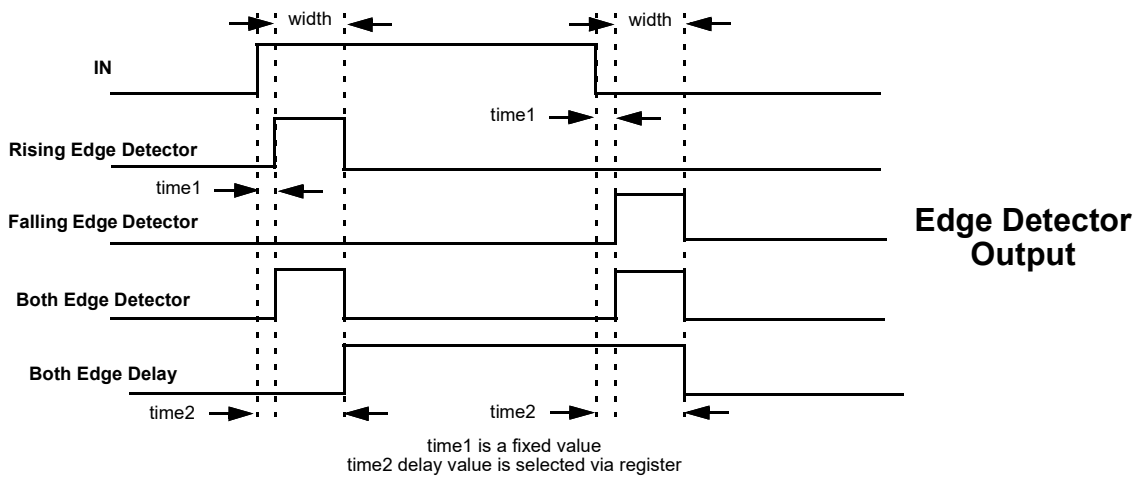 width
width
IN
time1
Rising Edge Detector
time1
Falling Edge Detector
Edge Detector
Output
Both Edge Detector
Both Edge Delay
time2
time2
time1 is a fixed value
time2 delay value is selected via register